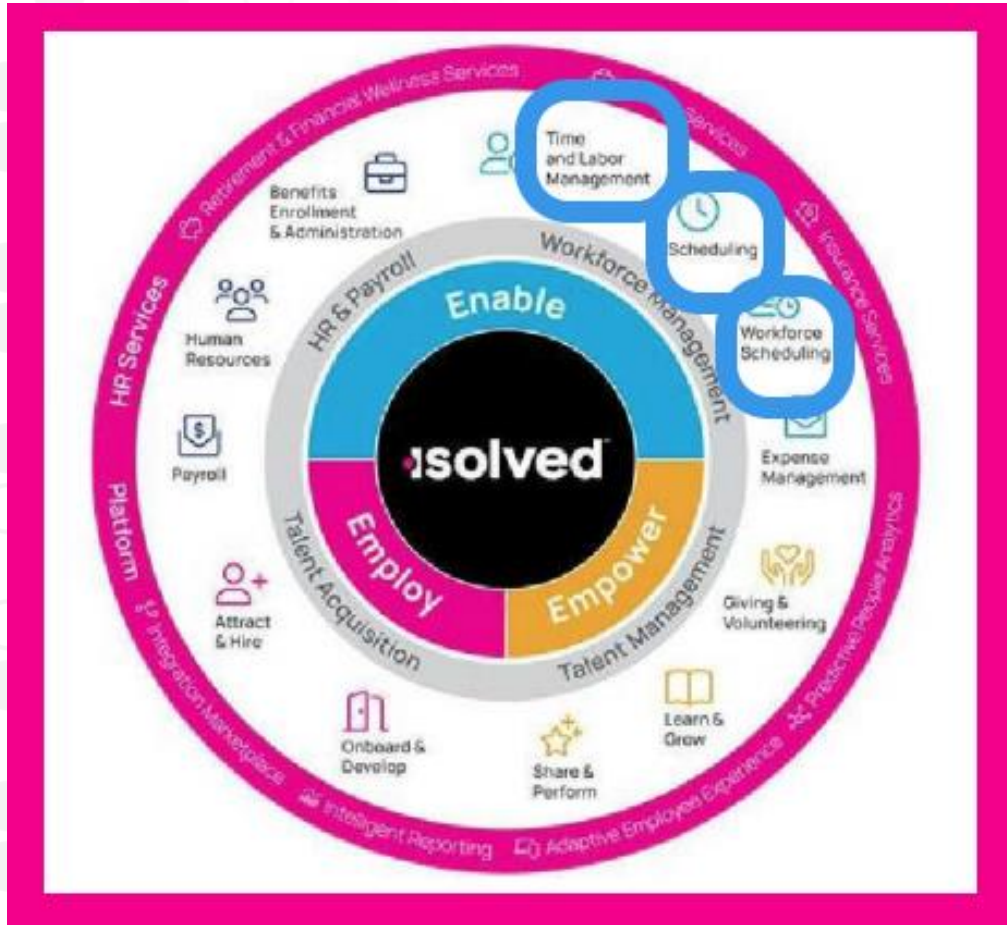 Retirement & Financial Wellness Services
Services
Insurance Services
HR Services
Time
and Labor
Management
Benefits
Enrollment
& Administration
Scheduling
Workforce
Scheduling
Human
Resources
HR & Payroll
Workforce Management
Enable
isolved
Payroll
Expense
Management
Platform
Employ
Empower
Talent Acquisition
Talent Management
Attract
& Hire
Giving &
Volunteering
Onboard &
Develop
Share &
Perform
Learn &
Grow
Integration Marketplace
Intelligent Reporting
Adaptive Employee Experience
Predictive People Analytics